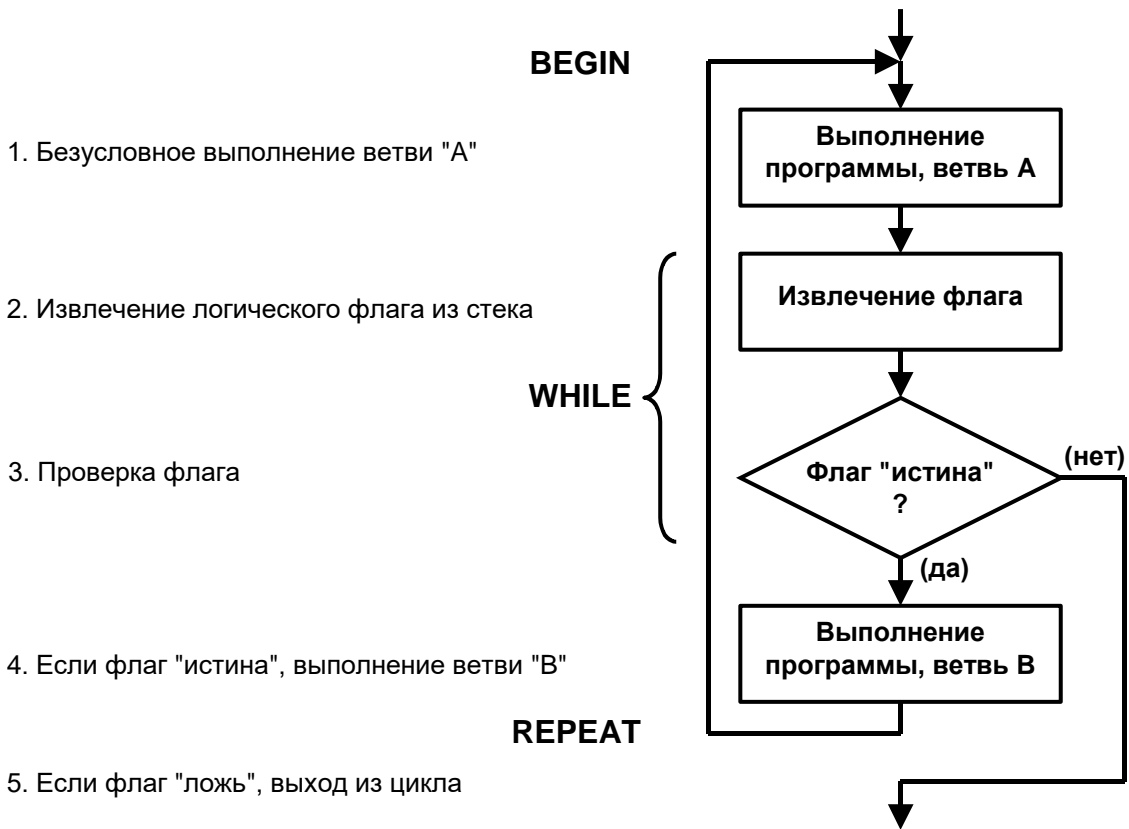 BEGIN
Выполнение
программы, ветвь А
1. Безусловное выполнение ветви "А"
Извлечение флага
2. Извлечение логического флага из стека
WHILE
(нет)
Флаг "истина"
?
3. Проверка флага
(да)
Выполнение
программы, ветвь В
4. Если флаг "истина", выполнение ветви "В"
REPEAT
5. Если флаг "ложь", выход из цикла